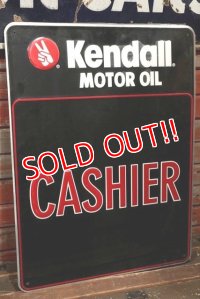 Kendall®
MOTOR OIL
SOLD OUT!!
CASHIER